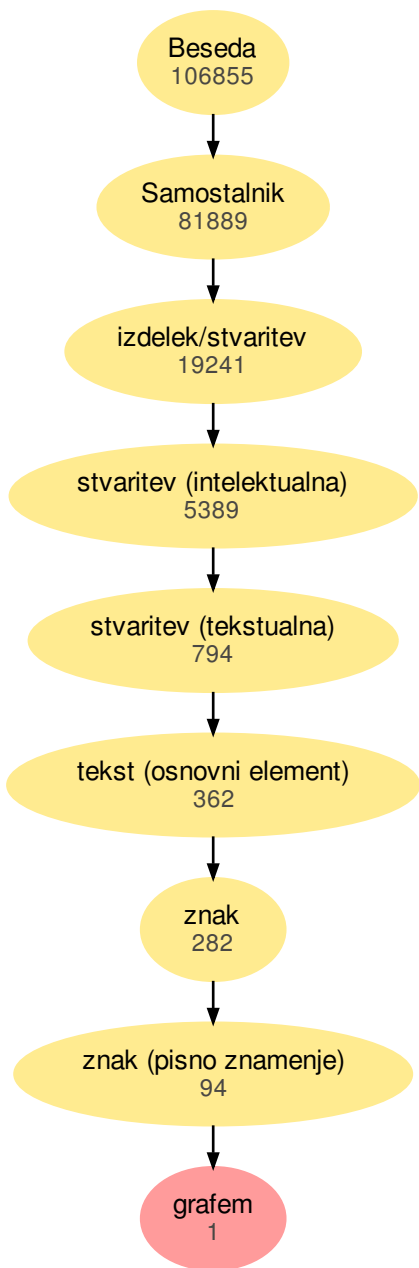 Beseda
106855
Samostalnik
81889
izdelek/stvaritev
19241
stvaritev (intelektualna)
5389
stvaritev (tekstualna)
794
tekst (osnovni element)
362
znak
282
znak (pisno znamenje)
94
grafem
1